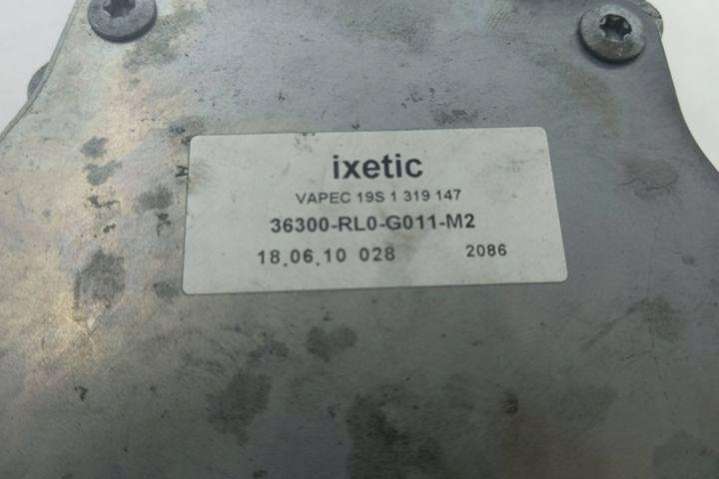 ixetic
VAPEC 19S 1 319 147
36300-RL0-G011-M2
18.06.10 028 2086